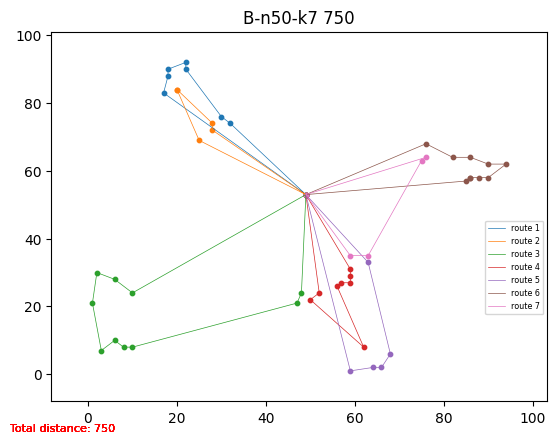 B-n50-k7 750
100
80
60
40
20
0
0 20 40 60 80 100
route 1
route 2
route 3
route 4
route 5
route 6
route 7
Total distance: 750